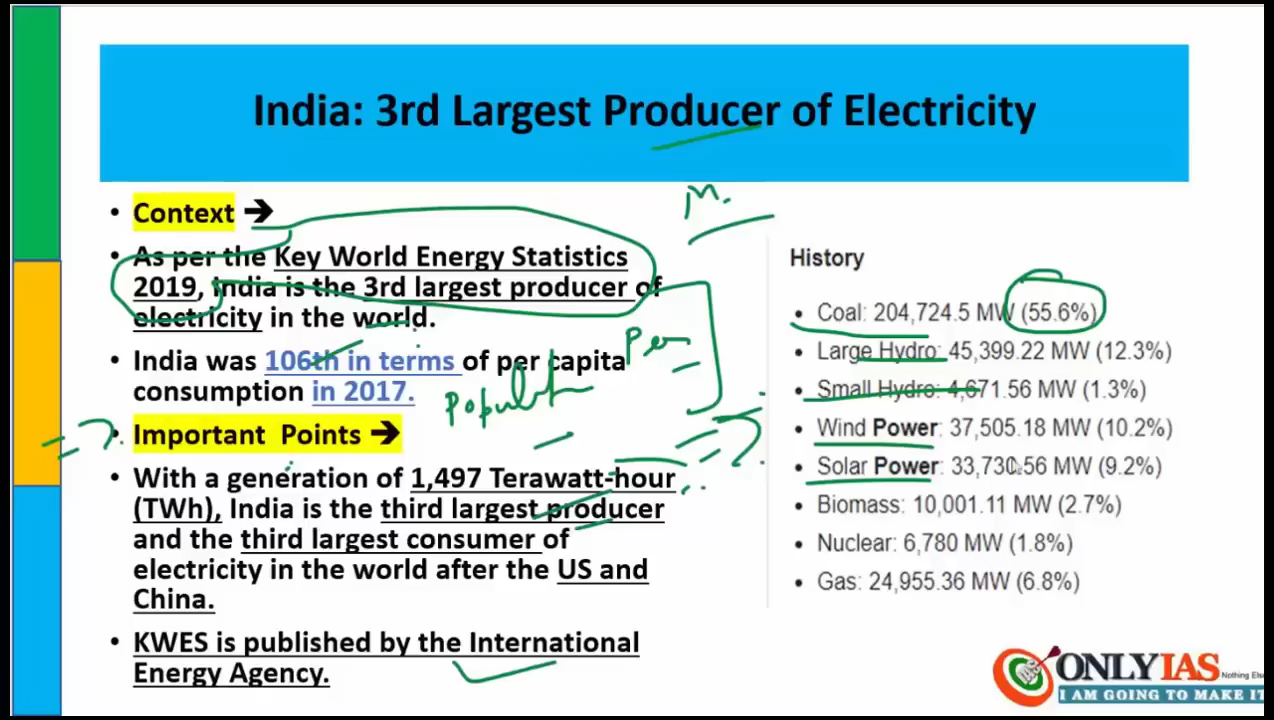 India: 3rd Largest Producer of Electricity
• Context ➔
• As per the Key World Energy Statistics
2019, India is the 3rd largest producer of
electricity in the world.
• India was 106th in terms of per capita
consumption in 2017.
• Important Points ➔
• With a generation of 1,497 Terawatt-hour
(TWh), India is the third largest producer
and the third largest consumer of
electricity in the world after the US and
China.
• KWES is published by the International
Energy Agency.
M.
Per
History
• Coal: 204,724.5 MW (55.6%)
• Large Hydro: 45,399.22 MW (12.3%)
• Small Hydro: 4,671.56 MW (1.3%)
• Wind Power: 37,505.18 MW (10.2%)
• Solar Power: 33,730.56 MW (9.2%)
• Biomass: 10,001.11 MW (2.7%)
• Nuclear: 6,780 MW (1.8%)
• Gas: 24,955.36 MW (6.8%)
ONLYIAS
Nothing Else
I AM GOING TO MAKE IT